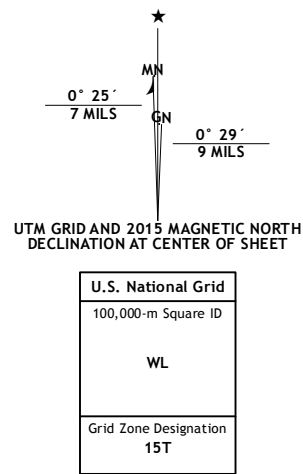 ★
MN
0° 25´
7 MILS
GN
0° 29´
9 MILS
UTM GRID AND 2015 MAGNETIC NORTH
DECLINATION AT CENTER OF SHEET
U.S. National Grid
100,000-m Square ID
WL
Grid Zone Designation
15T